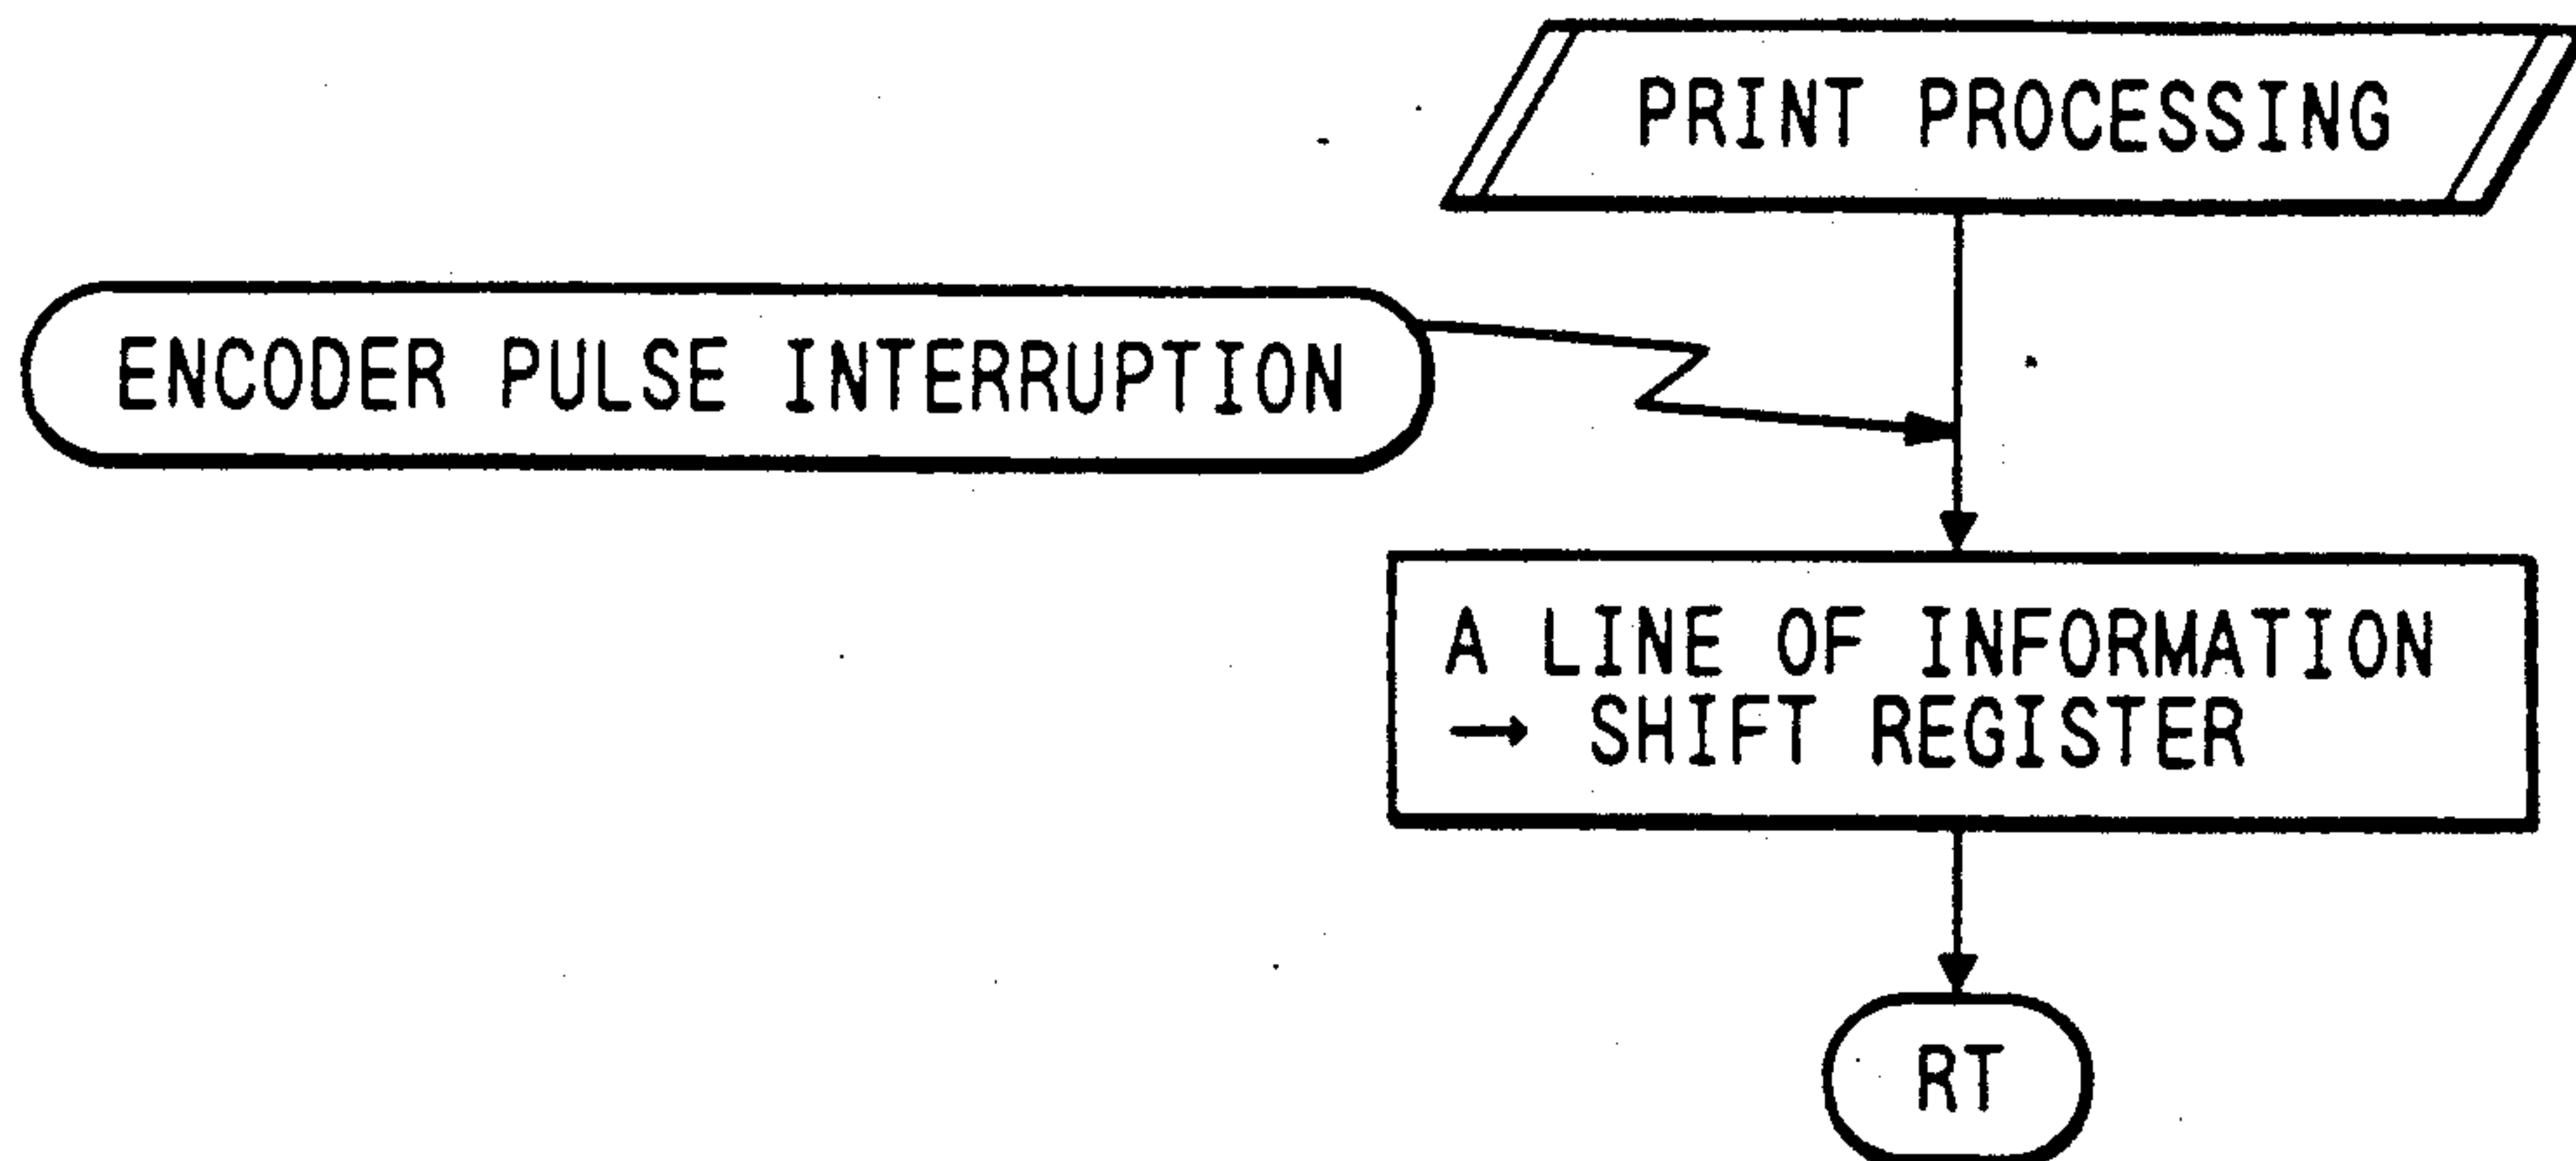 PRINT PROCESSING
ENCODER PULSE INTERRUPTION
A LINE OF INFORMATION
→ SHIFT REGISTER
RT